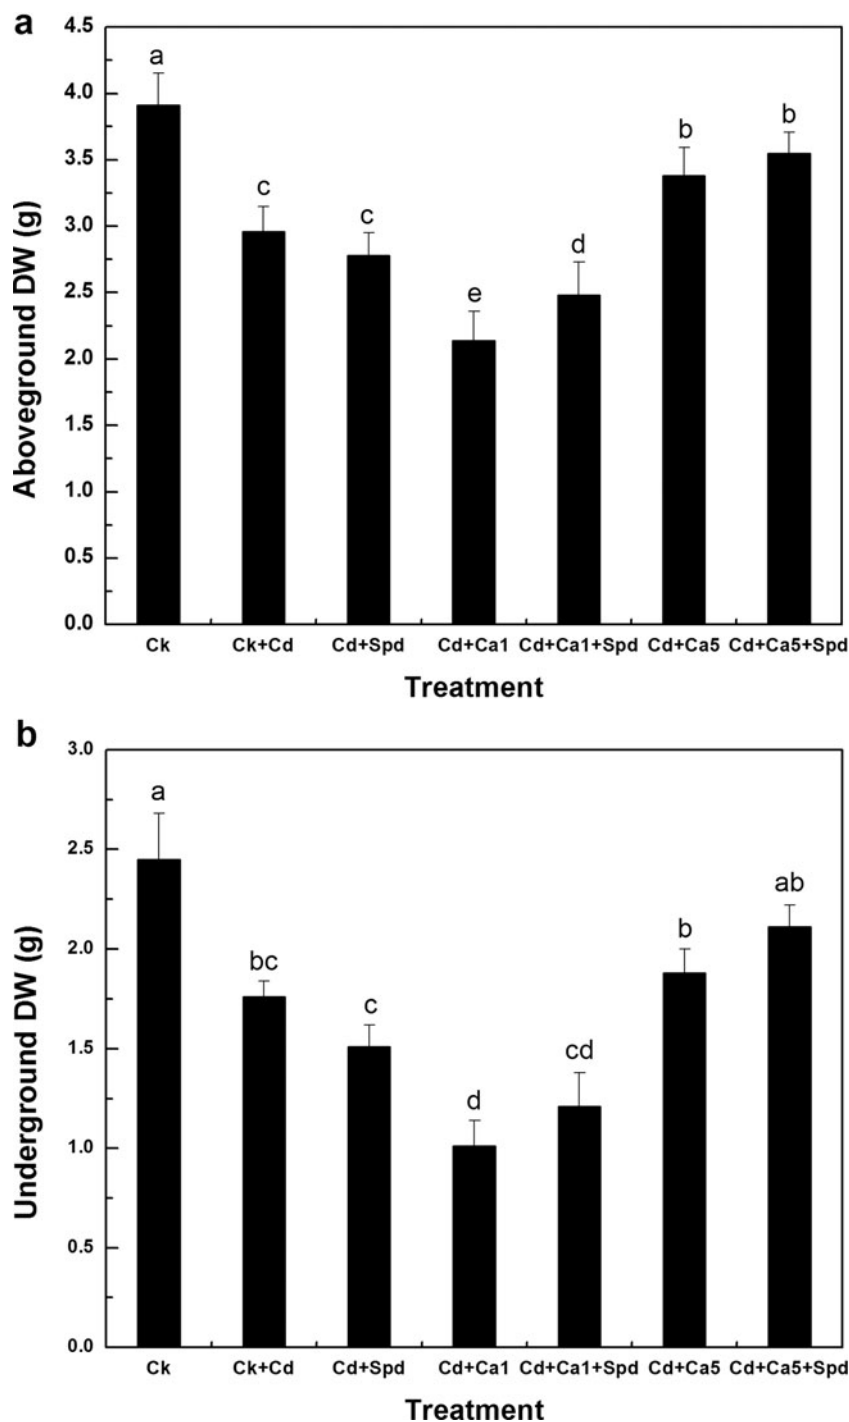 a
Aboveground DW (g)
4.5
4.0
3.5
3.0
2.5
2.0
1.5
1.0
0.5
0.0
a
c
c
e
d
b
b
Ck Ck+Cd Cd+Spd Cd+Ca1 Cd+Ca1+Spd Cd+Ca5 Cd+Ca5+Spd
Treatment
b
Underground DW (g)
3.0
2.5
2.0
1.5
1.0
0.5
0.0
a
bc
c
d
cd
b
ab
Ck Ck+Cd Cd+Spd Cd+Ca1 Cd+Ca1+Spd Cd+Ca5 Cd+Ca5+Spd
Treatment